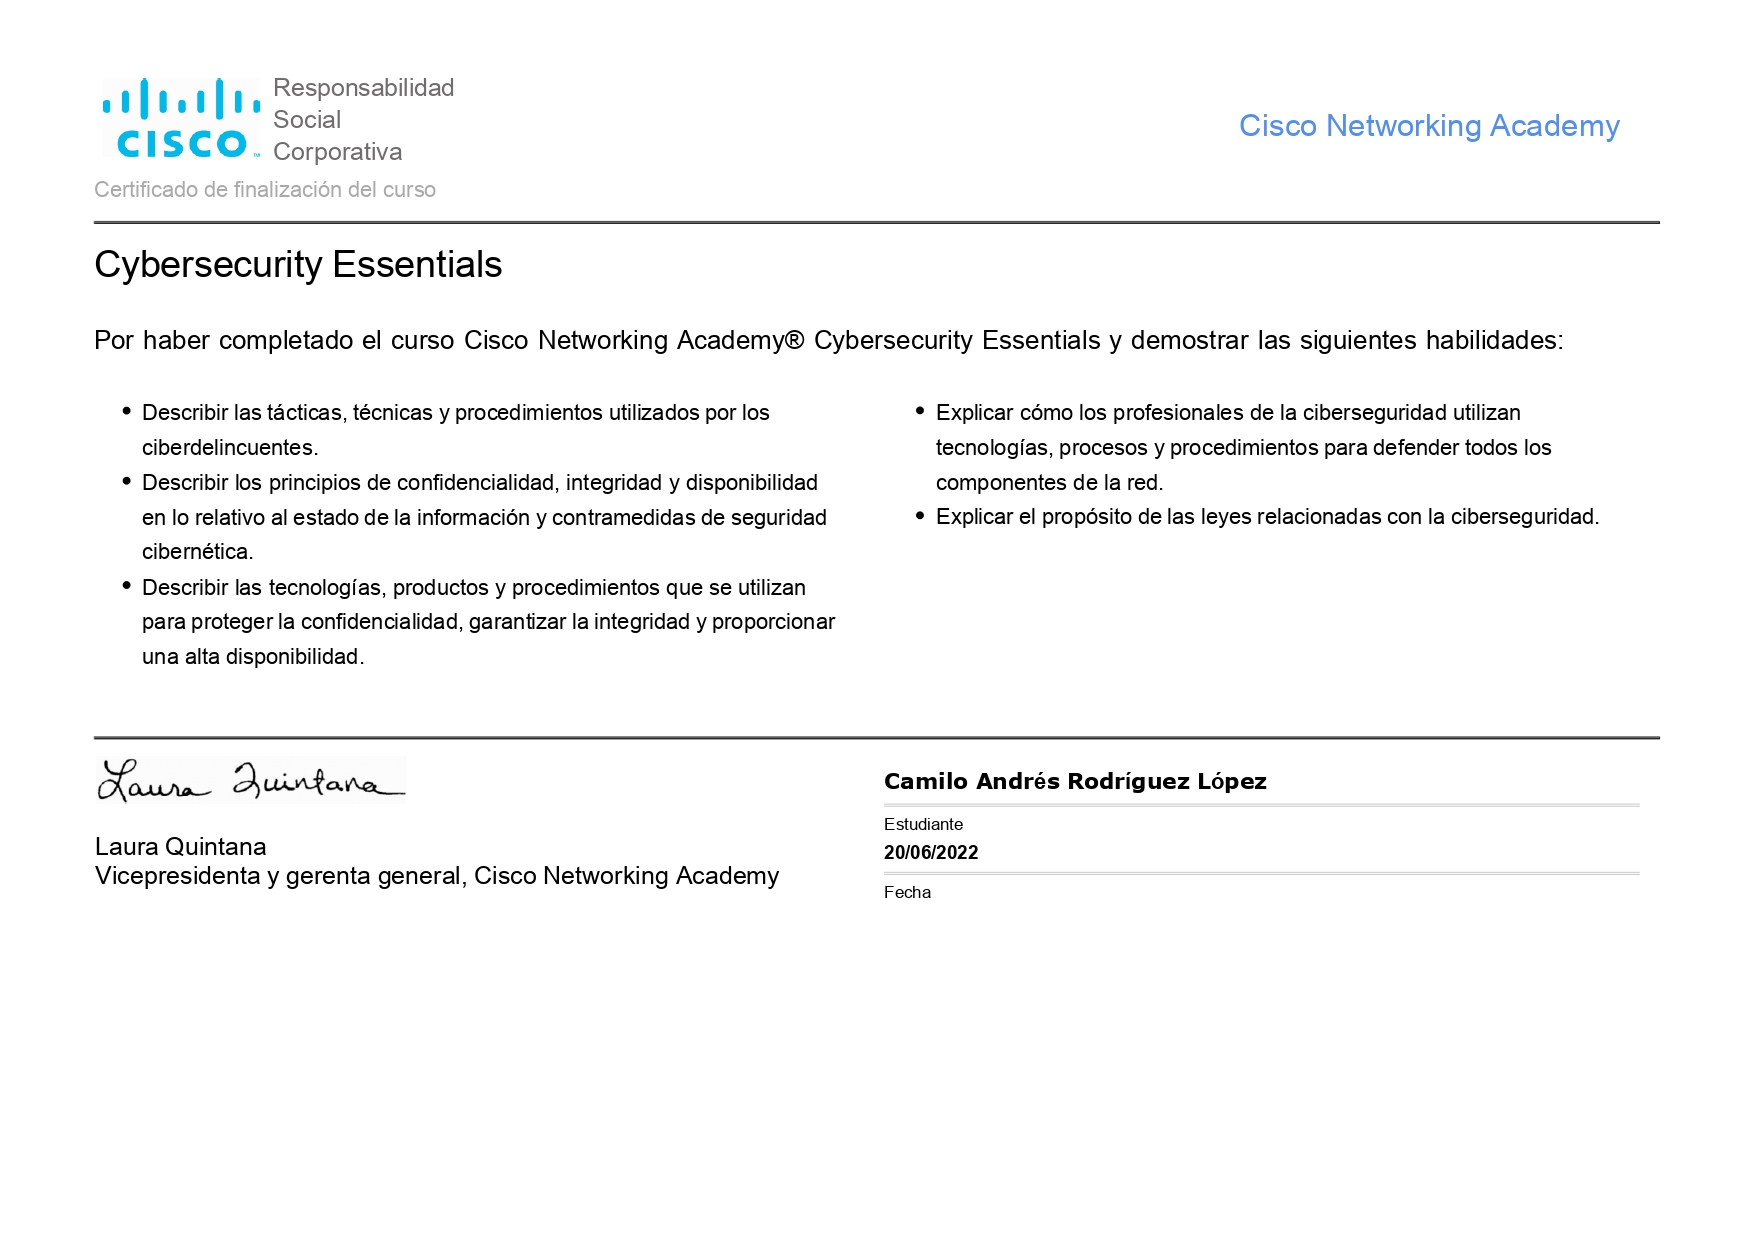 Responsabilidad
Social
Corporativa
CISCO™
Cisco Networking Academy
Certificado de finalización del curso
Cybersecurity Essentials
Por haber completado el curso Cisco Networking Academy® Cybersecurity Essentials y demostrar las siguientes habilidades:
• Describir las tácticas, técnicas y procedimientos utilizados por los
ciberdelincuentes.
• Describir los principios de confidencialidad, integridad y disponibilidad
en lo relativo al estado de la información y contramedidas de seguridad
cibernética.
• Describir las tecnologías, productos y procedimientos que se utilizan
para proteger la confidencialidad, garantizar la integridad y proporcionar
una alta disponibilidad.
• Explicar cómo los profesionales de la ciberseguridad utilizan
tecnologías, procesos y procedimientos para defender todos los
componentes de la red.
• Explicar el propósito de las leyes relacionadas con la ciberseguridad.
Laura Quintana
Laura Quintana
Vicepresidenta y gerenta general, Cisco Networking Academy
Camilo Andrés Rodríguez López
Estudiante
20/06/2022
Fecha